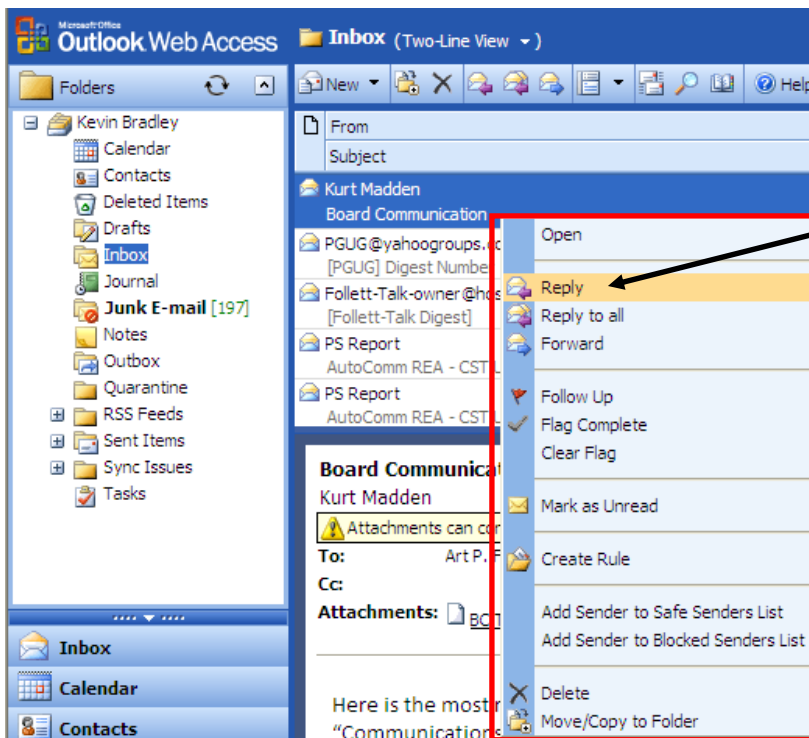 Microsoft Office
Outlook Web Access
Inbox (Two-Line View )
Folders
New
Help
Kevin Bradley
Calendar
Contacts
Deleted Items
Drafts
Inbox
Journal
Junk E-mail [197]
Notes
Outbox
Quarantine
RSS Feeds
Sent Items
Sync Issues
Tasks
Inbox
Calendar
Contacts
From
Subject
Kurt Madden
Board Communication
PGUG@yahoogroups.co
[PGUG] Digest Numbe
Follett-Talk-owner@hos
[Follett-Talk Digest]
PS Report
AutoComm REA - CST L
PS Report
AutoComm REA - CST L
Board Communicat
Kurt Madden
Attachments can con
To: Art P. F
Cc:
Attachments:
Here is the most r
"Communications
Open
Reply
Reply to all
Forward
Follow Up
Flag Complete
Clear Flag
Mark as Unread
Create Rule
Add Sender to Safe Senders List
Add Sender to Blocked Senders List
Delete
Move/Copy to Folder